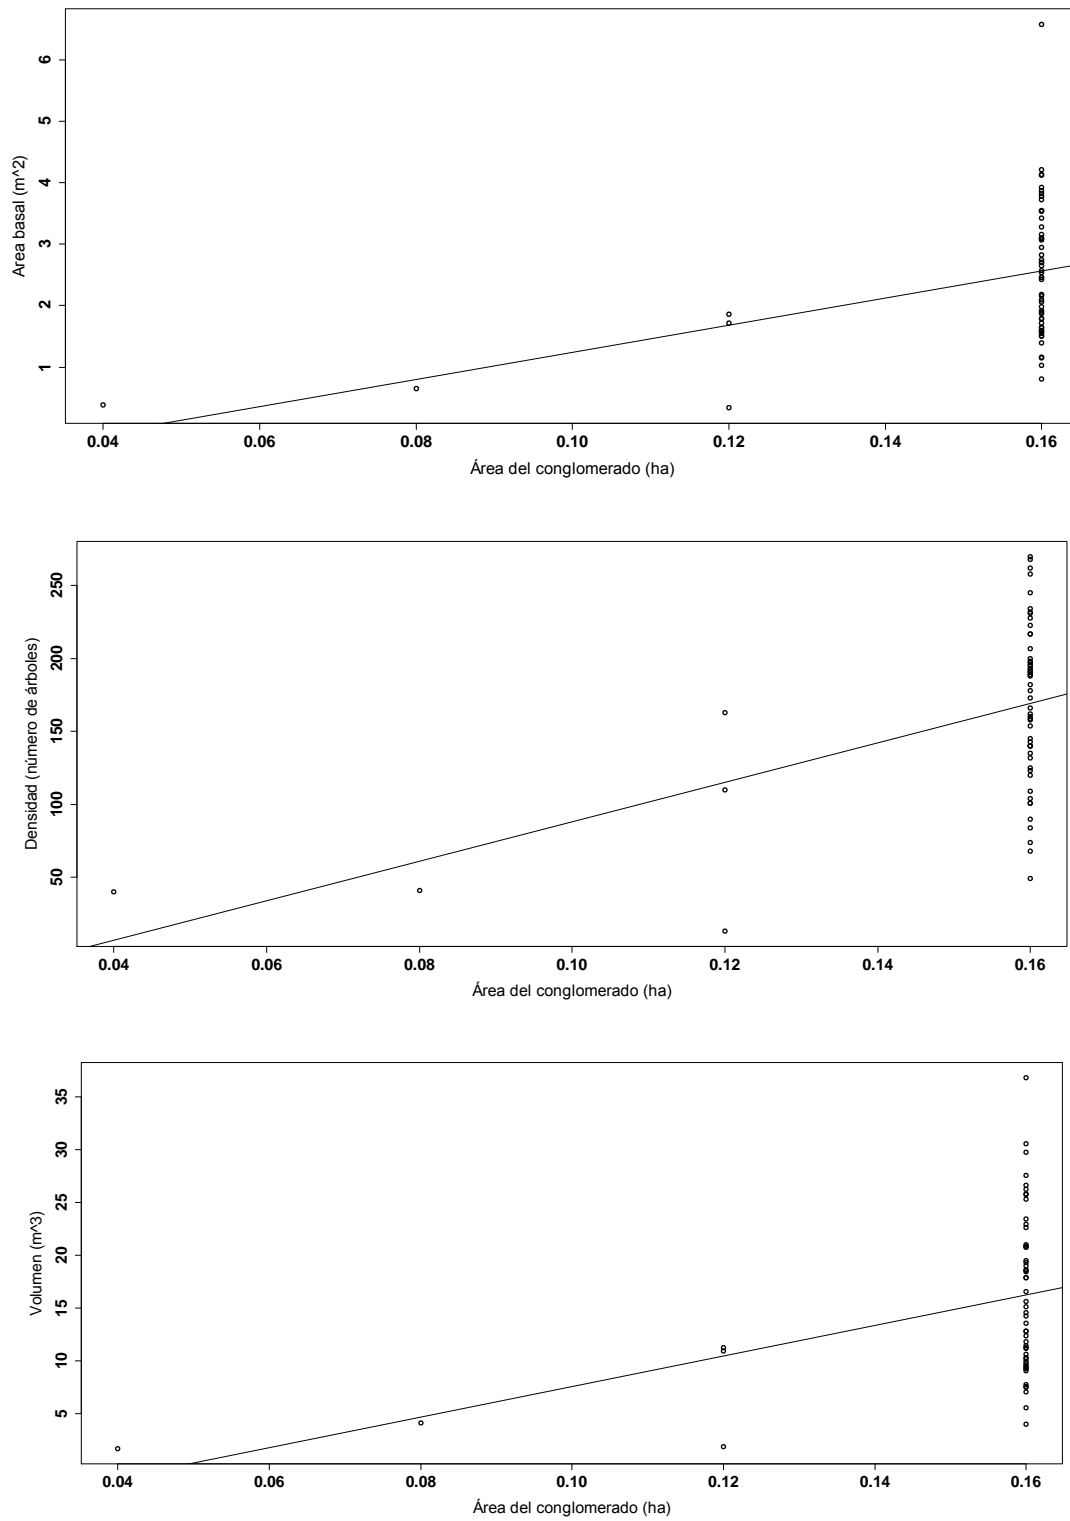 6
5
4
3
2
1
Area basal (m^2)
0.04 0.06 0.08 0.10 0.12 0.14 0.16
Área del conglomerado (ha)
250
200
150
100
50
Densidad (número de árboles)
0.04 0.06 0.08 0.10 0.12 0.14 0.16
Área del conglomerado (ha)
35
30
25
20
15
10
5
Volumen (m^3)
0.04 0.06 0.08 0.10 0.12 0.14 0.16
Área del conglomerado (ha)